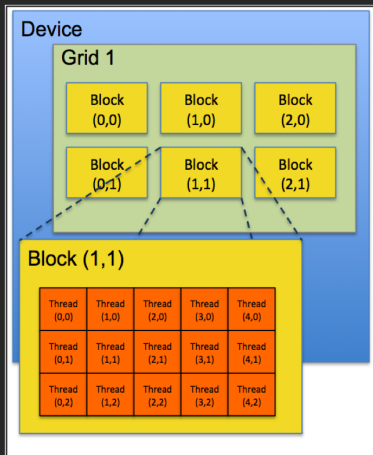 Device
Grid 1
Block Block Block
(0,0) (1,0) (2,0)
Block Block Block
(0,1) (1,1) (2,1)
Block (1,1)
Thread Thread Thread Thread Thread
(0,0) (1,0) (2,0) (3,0) (4,0)
Thread Thread Thread Thread Thread
(0,1) (1,1) (2,1) (3,1) (4,1)
Thread Thread Thread Thread Thread
(0,2) (1,2) (2,2) (3,2) (4,2)